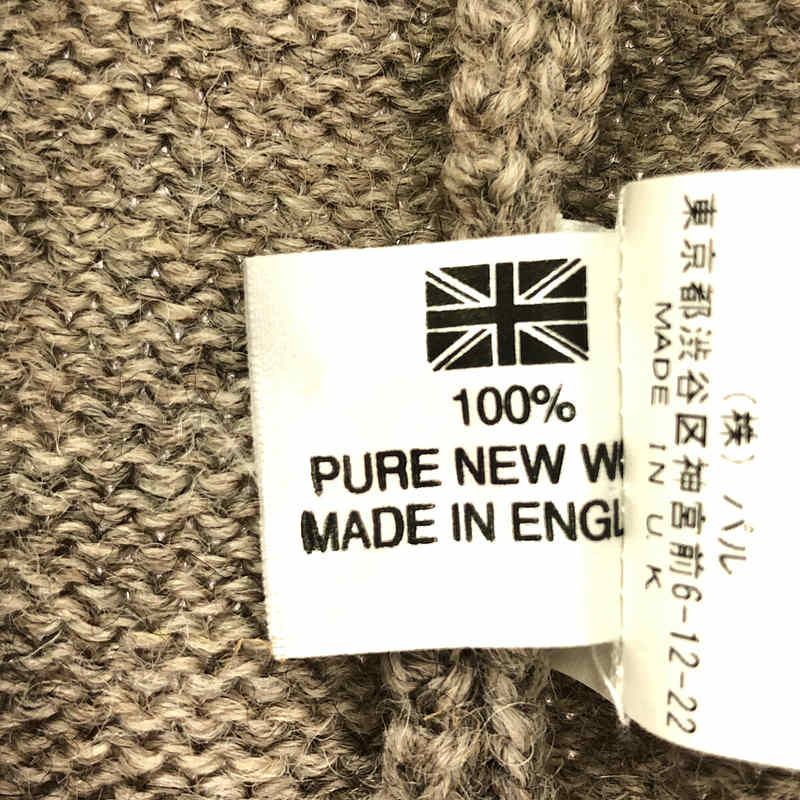 100%
PURE NEW W
MADE IN ENGL
(株) パル
東京都渋谷区神宮前6-12-22
MADE IN U.K